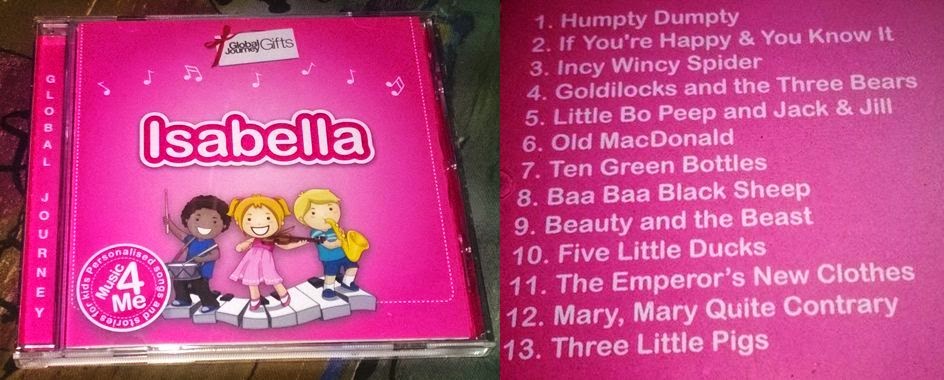 GLOBAL JOURNEY
Global
Journey
Gifts
Isabella
Personalised songs and stories for kids
Music
4
Me
1. Humpty Dumpty
2. If You're Happy & You Know It
3. Incy Wincy Spider
4. Goldilocks and the Three Bears
5. Little Bo Peep and Jack & Jill
6. Old MacDonald
7. Ten Green Bottles
8. Baa Baa Black Sheep
9. Beauty and the Beast
10. Five Little Ducks
11. The Emperor's New Clothes
12. Mary, Mary Quite Contrary
13. Three Little Pigs